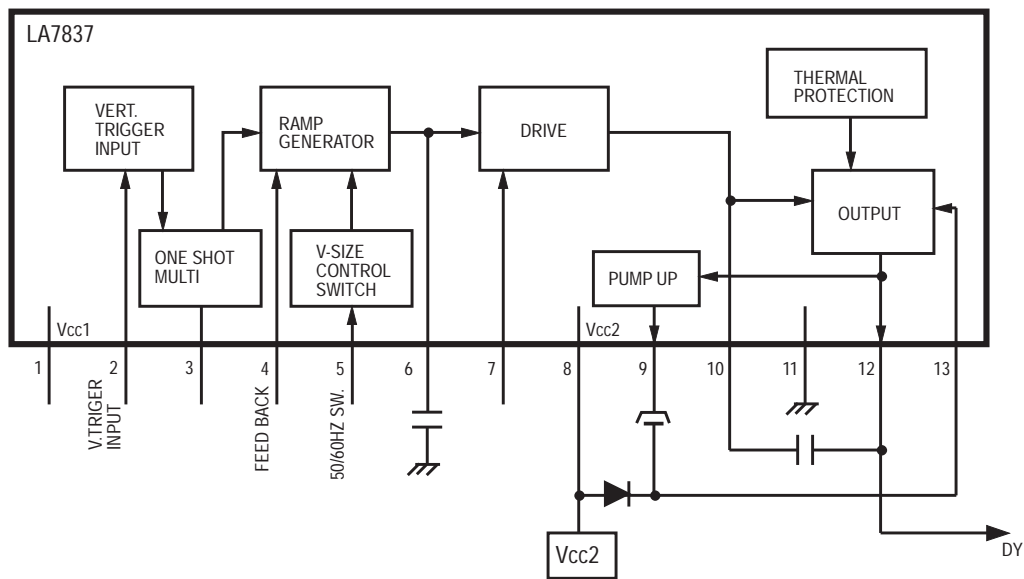 LA7837
VERT.
TRIGGER
INPUT
RAMP
GENERATOR
DRIVE
THERMAL
PROTECTION
OUTPUT
ONE SHOT
MULTI
V-SIZE
CONTROL
SWITCH
PUMP UP
Vcc1
Vcc2
1
2
3
4
5
6
7
8
9
10
11
12
13
V.TRIGER
INPUT
FEED BACK
50/60HZ SW.
Vcc2
DY